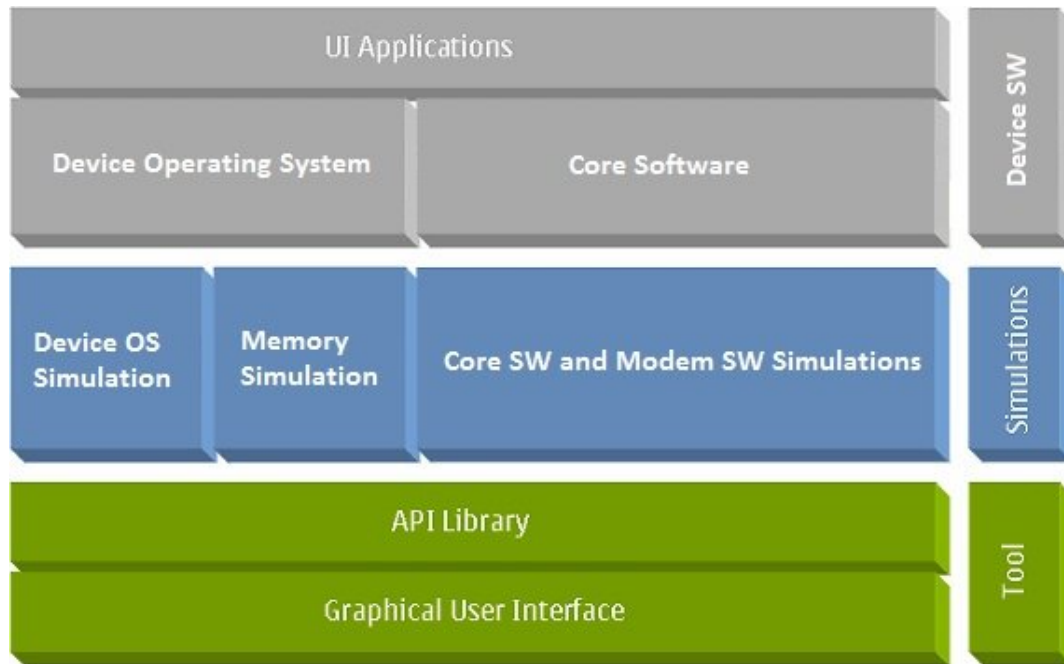 UI Applications
Device SW
Device Operating System
Core Software
Device OS
Simulation
Memory
Simulation
Core SW and Modem SW Simulations
Simulations
API Library
Tool
Graphical User Interface